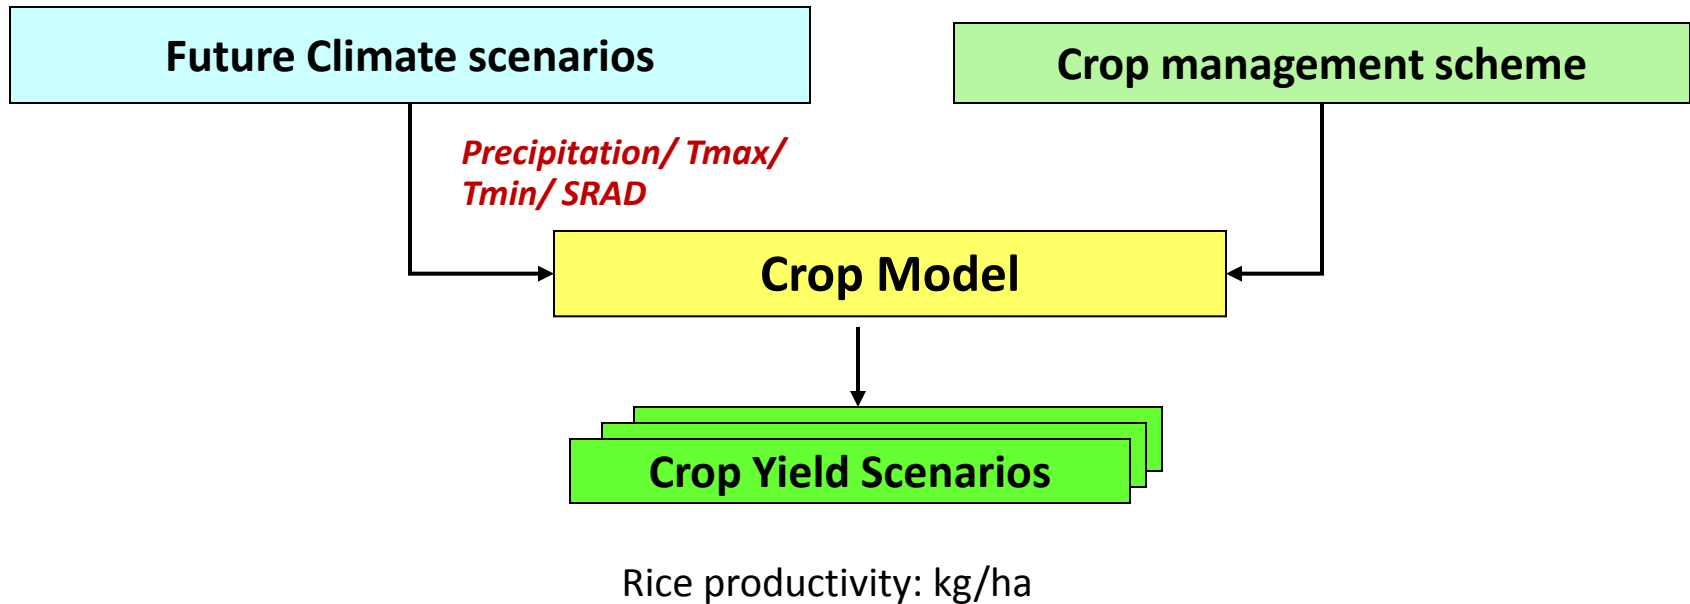 Future Climate scenarios
Crop management scheme
Precipitation/ Tmax/
Tmin/ SRAD
Crop Model
Crop Yield Scenarios
Rice productivity: kg/ha